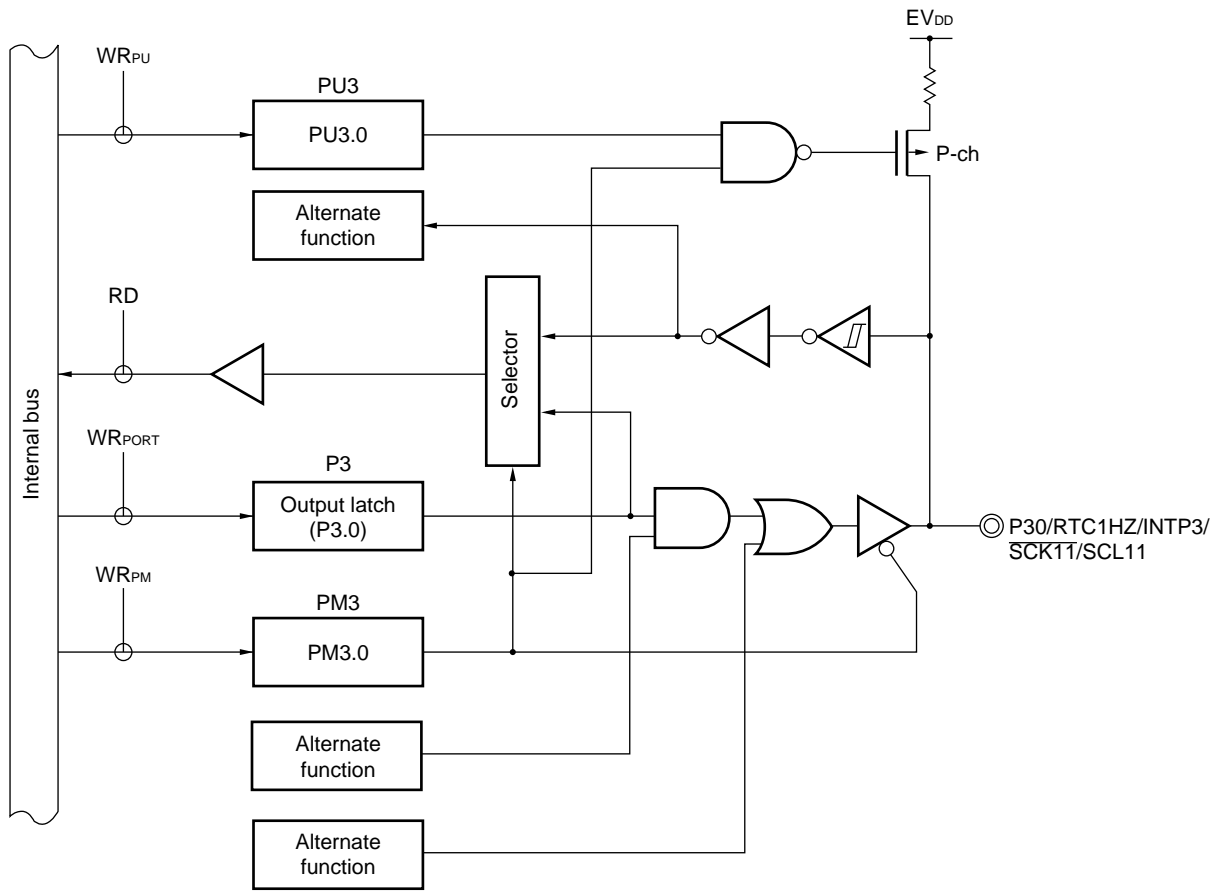 EVDD
WRPU
PU3
PU3.0
P-ch
Alternate
function
RD
Selector
Internal bus
WRPORT
P3
Output latch
(P3.0)
P30/RTC1HZ/INTP3/
SCK11/SCL11
WRPM
PM3
PM3.0
Alternate
function
Alternate
function